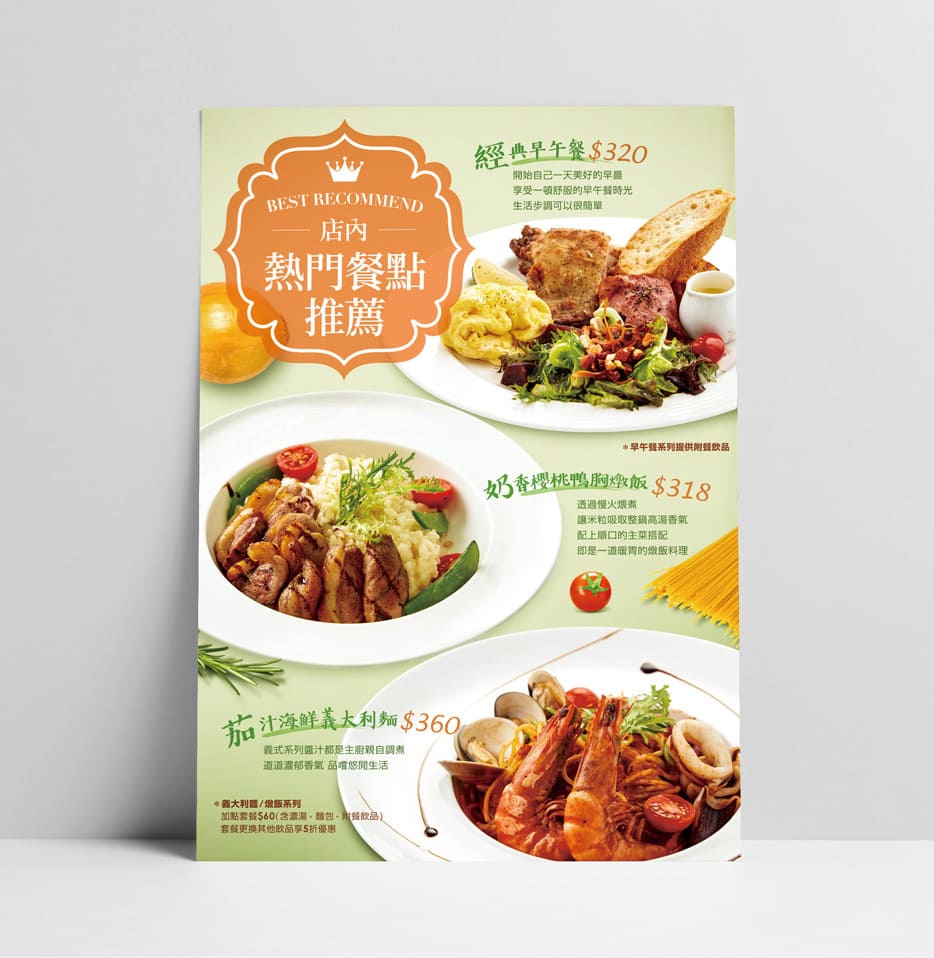 BEST RECOMMEND
店內
熱門餐點
推薦
經典早午餐 $320
開始自己一天美好的早晨
享受一頓舒服的早午餐時光
生活步調可以很簡單
*早午餐系列提供附餐飲品
奶香櫻桃鴨胸燉飯 $318
透過慢火煨煮
讓米粒吸取整鍋高湯香氣
配上順口的主菜搭配
即是一道暖胃的燉飯料理
茄汁海鮮義大利麵 $360
義式系列醬汁都是主廚親自調煮
道道濃郁香氣 品嚐悠閒生活
*義大利麵/燉飯系列
加點套餐$60(含濃湯、麵包、附餐飲品)
套餐更換其他飲品享5折優惠